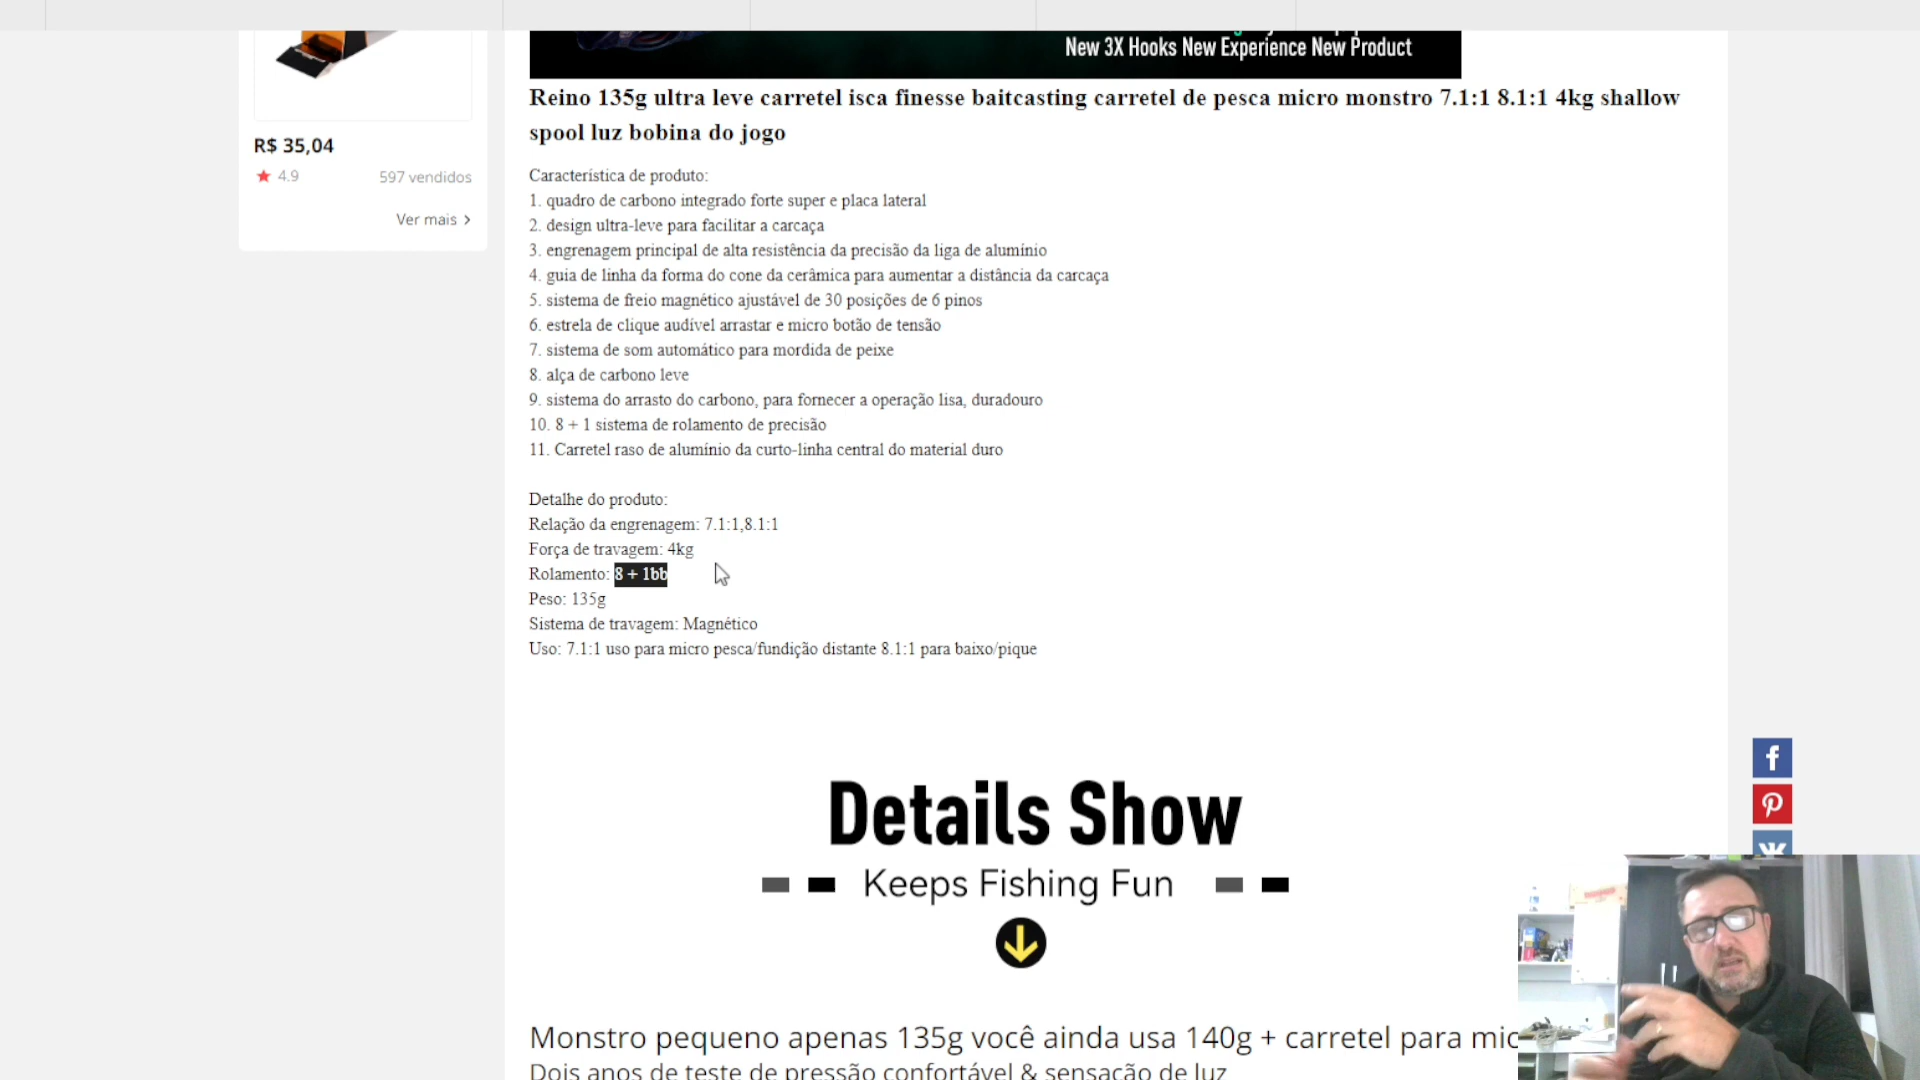 New 3X Hooks New Experience New Product
Reino 135g ultra leve carretel isca finesse baitcasting carretel de pesca micro monstro 7.1:1 8.1:1 4kg shallow
spool luz bobina do jogo
R$ 35,04
4.9
597 vendidos
Ver mais >
Característica de produto:
1. quadro de carbono integrado forte super e placa lateral
2. design ultra-leve para facilitar a carcaça
3. engrenagem principal de alta resistência da precisão da liga de alumínio
4. guia de linha da forma do cone da cerâmica para aumentar a distância da carcaça
5. sistema de freio magnético ajustável de 30 posições de 6 pinos
6. estrela de clique audível arrastar e micro botão de tensão
7. sistema de som automático para mordida de peixe
8. alça de carbono leve
9. sistema do arrasto do carbono, para fornecer a operação lisa, duradouro
10. 8 + 1 sistema de rolamento de precisão
11. Carretel raso de alumínio da curto-linha central do material duro
Detalhe do produto:
Relação da engrenagem: 7.1:1,8.1:1
Força de travagem: 4kg
Rolamento: 8 + 1bb
Peso: 135g
Sistema de travagem: Magnético
Uso: 7.1:1 uso para micro pesca/fundição distante 8.1:1 para baixo/pique
Details Show
Keeps Fishing Fun
Monstro pequeno apenas 135g você ainda usa 140g + carretel para mic
Dois anos de teste de pressão confortável & sensação de luz